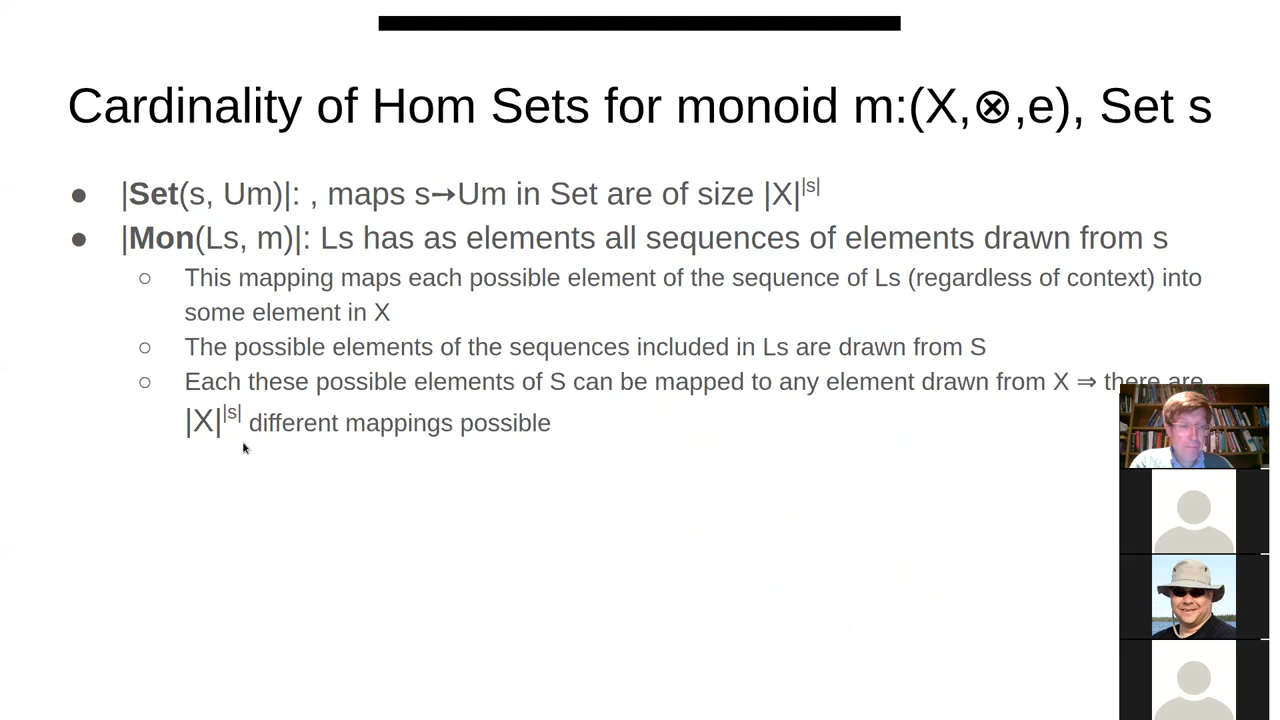 Cardinality of Hom Sets for monoid m:(X,⊗,e), Set s
● |Set(s, Um)|: , maps s→Um in Set are of size |X|^|s|
● |Mon(Ls, m)|: Ls has as elements all sequences of elements drawn from s
○ This mapping maps each possible element of the sequence of Ls (regardless of context) into
some element in X
○ The possible elements of the sequences included in Ls are drawn from S
○ Each these possible elements of S can be mapped to any element drawn from X ⇒ there are
|X|^|s| different mappings possible